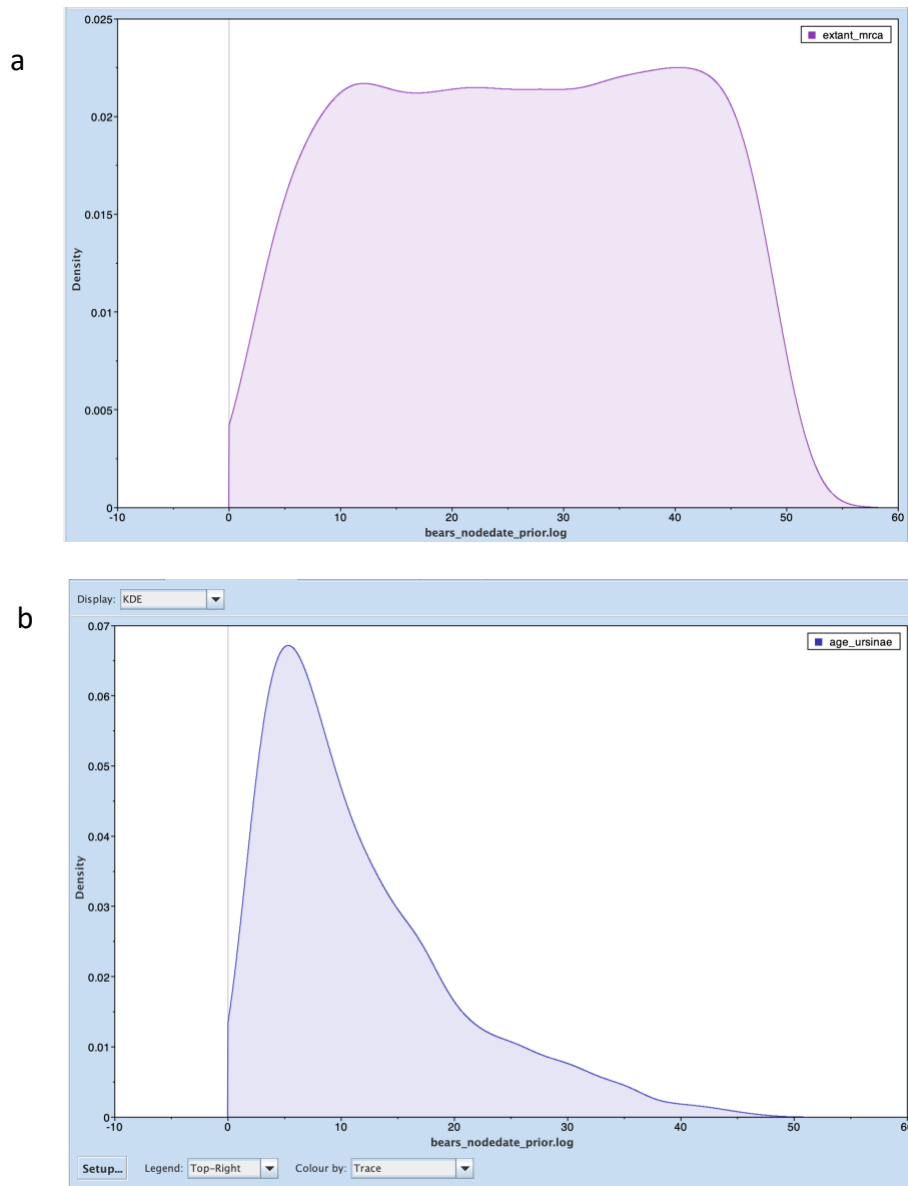 a
0.025
extant_mrca
0.02
0.015
Density
0.01
0.005
0
-10 0 10 20 30 40 50 60
bears_nodedate_prior.log
b
Display: KDE
0.07
age_ursinae
0.06
0.05
0.04
Density
0.03
0.02
0.01
0
-10 0 10 20 30 40 50 60
bears_nodedate_prior.log
Setup... Legend: Top-Right Colour by: Trace